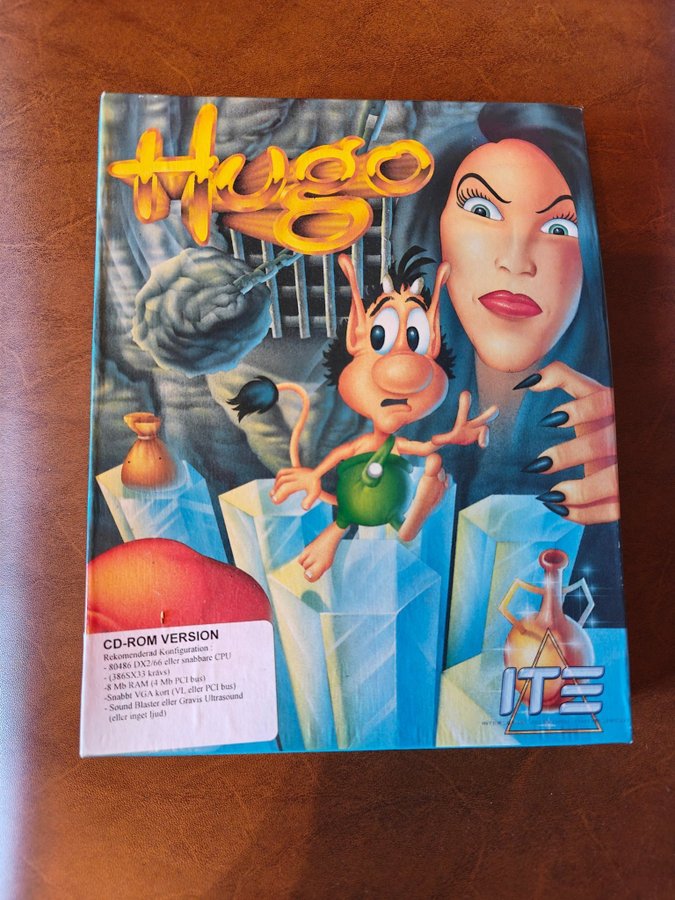 Hugo
CD-ROM VERSION
Rekomenderad Konfiguration :
- 80486 DX2/66 eller snabbare CPU
- (386SX33 krävs)
-8 Mb RAM (4 Mb PCI bus)
-Snabbt VGA kort (VL eller PCI bus)
- Sound Blaster eller Gravis Ultrasound
(eller inget ljud)
ITE